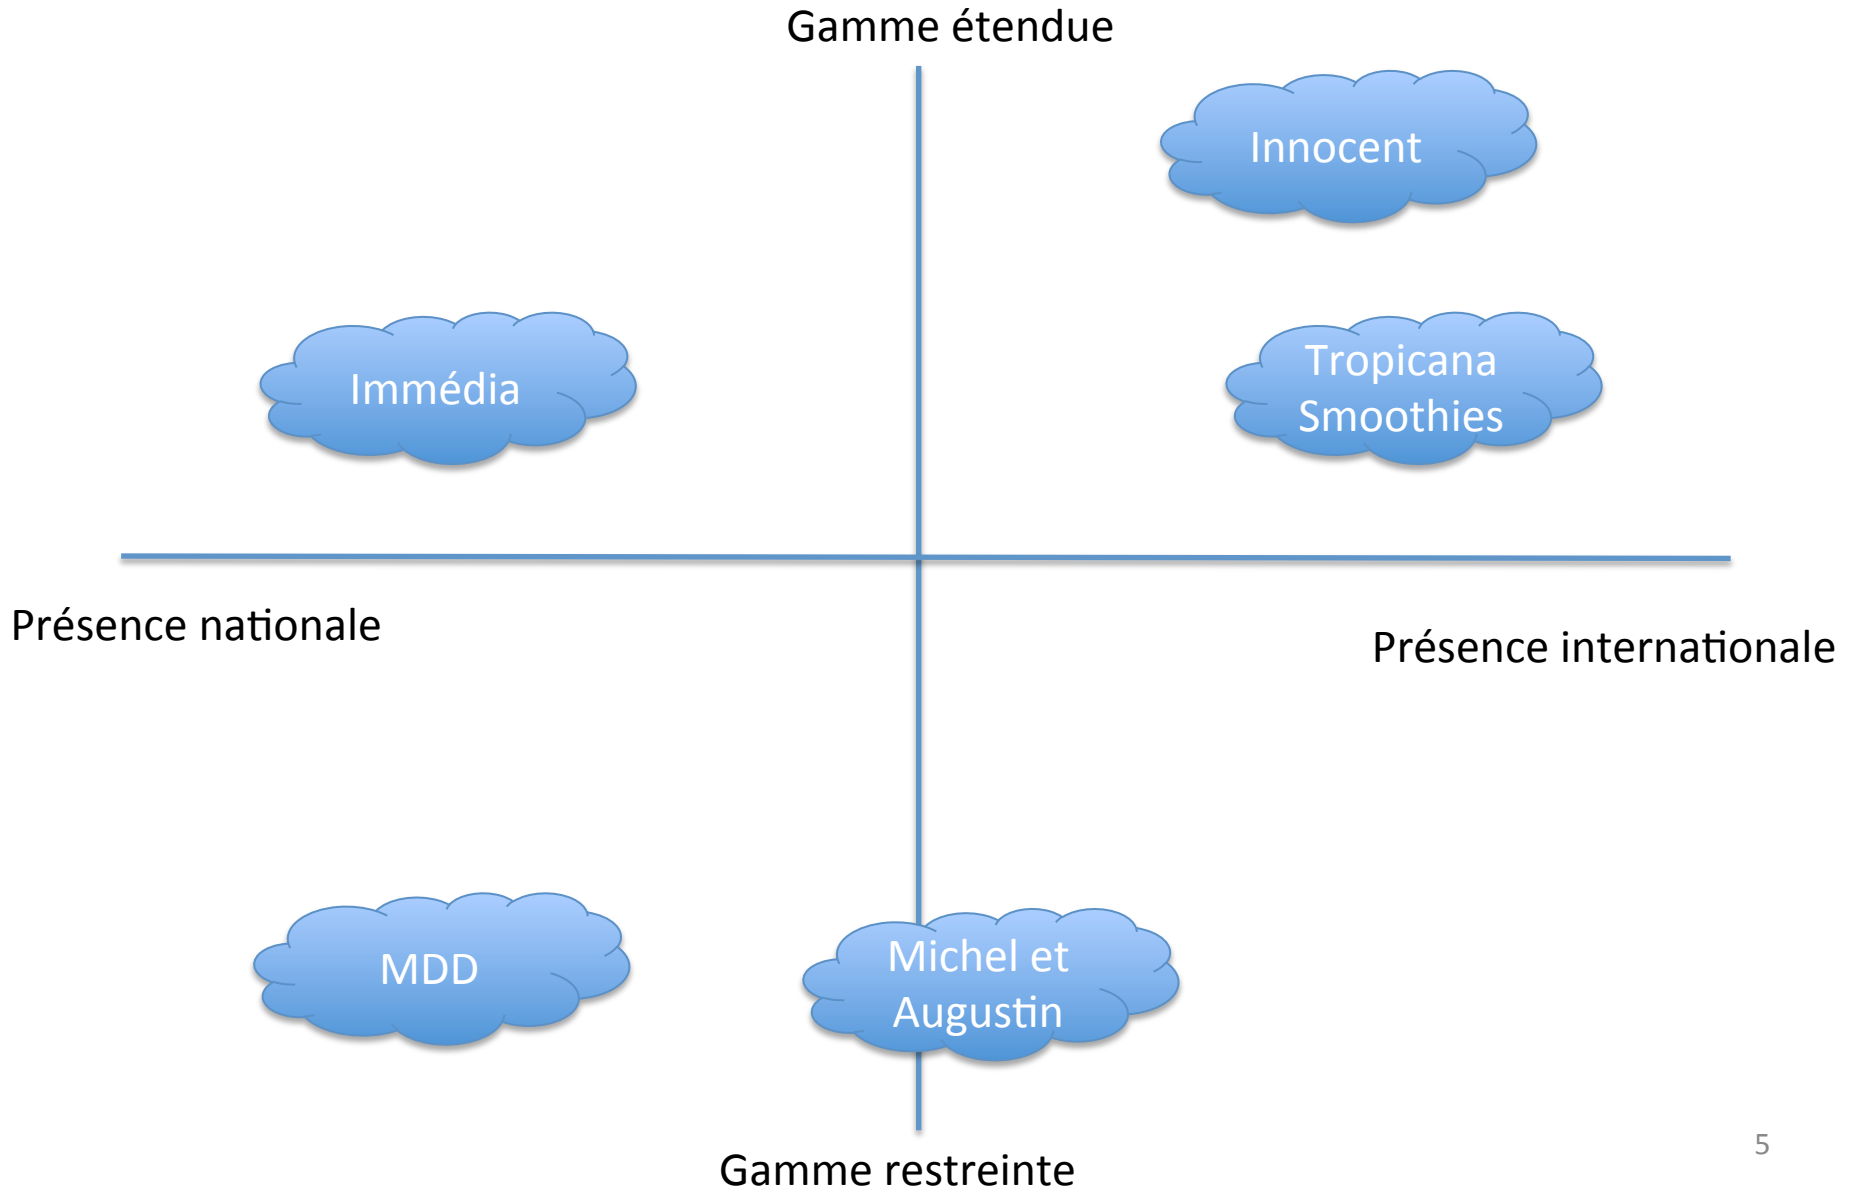 Gamme étendue
Innocent
Immédia
Tropicana
Smoothies
Présence nationale
Présence internationale
MDD
Michel et
Augustin
Gamme restreinte
5